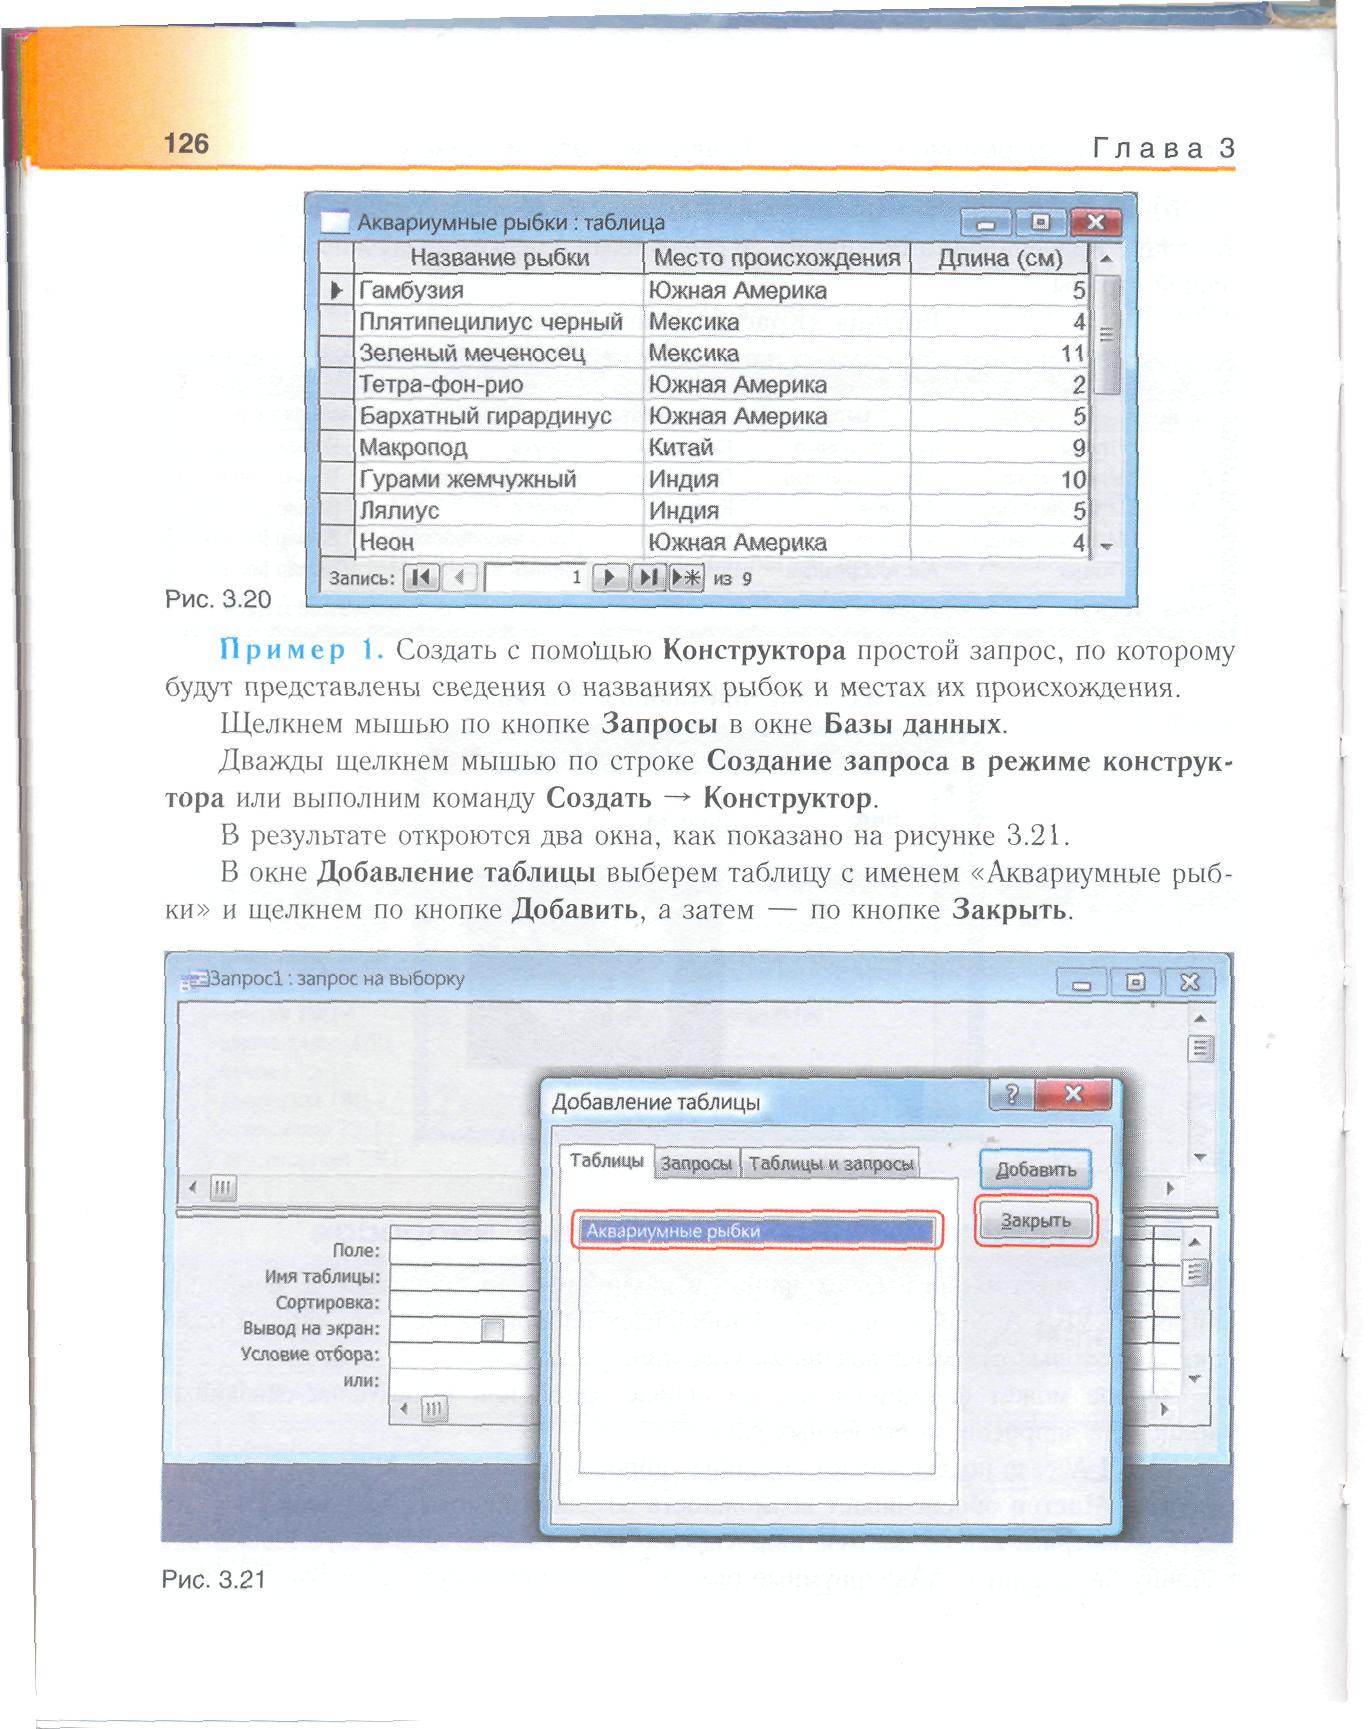 126
Глава 3
Аквариумные рыбки : таблица
Название рыбки Место происхождения Длина (см)
Гамбузия Южная Америка 5
Плятипецилиус черный Мексика 4
Зеленый меченосец Мексика 11
Тетра-фон-рио Южная Америка 2
Бархатный гирардинус Южная Америка 5
Макропод Китай 9
Гурами жемчужный Индия 10
Лялиус Индия 5
Неон Южная Америка 4
Запись: 1 из 9
Рис. 3.20
Пример 1. Создать с помощью Конструктора простой запрос, по которому
будут представлены сведения о названиях рыбок и местах их происхождения.
Щелкнем мышью по кнопке Запросы в окне Базы данных.
Дважды щелкнем мышью по строке Создание запроса в режиме конструк-
тора или выполним команду Создать → Конструктор.
В результате откроются два окна, как показано на рисунке 3.21.
В окне Добавление таблицы выберем таблицу с именем «Аквариумные рыб-
ки» и щелкнем по кнопке Добавить, а затем — по кнопке Закрыть.
Запрос1 : запрос на выборку
Добавление таблицы
Таблицы Запросы Таблицы и запросы
Добавить
Закрыть
Аквариумные рыбки
Поле:
Имя таблицы:
Сортировка:
Вывод на экран:
Условие отбора:
или:
Рис. 3.21